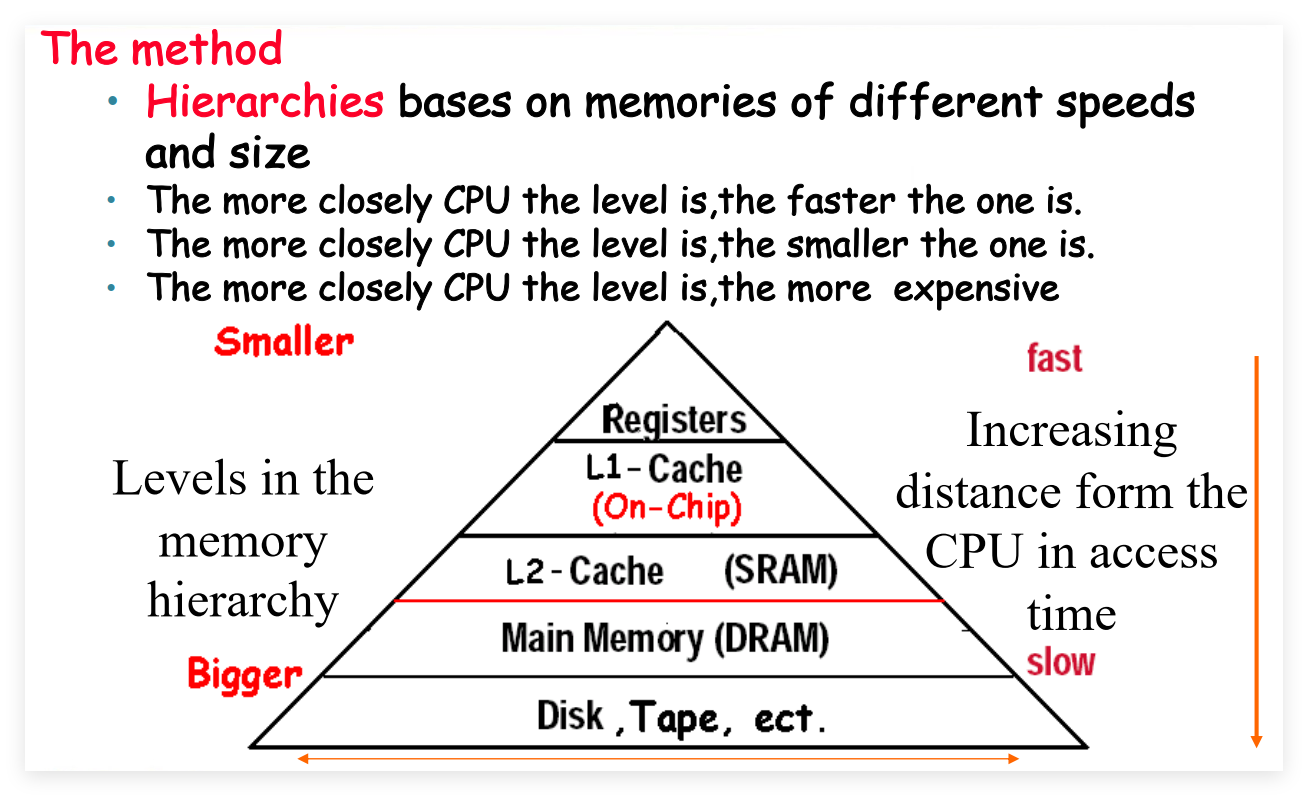 The method
• Hierarchies bases on memories of different speeds
and size
• The more closely CPU the level is,the faster the one is.
• The more closely CPU the level is,the smaller the one is.
• The more closely CPU the level is,the more expensive
Smaller
fast
Registers
L1-Cache
(On-Chip)
L2-Cache (SRAM)
Main Memory (DRAM)
Disk ,Tape, ect.
Levels in the
memory
hierarchy
Bigger
Increasing
distance form the
CPU in access
time
slow